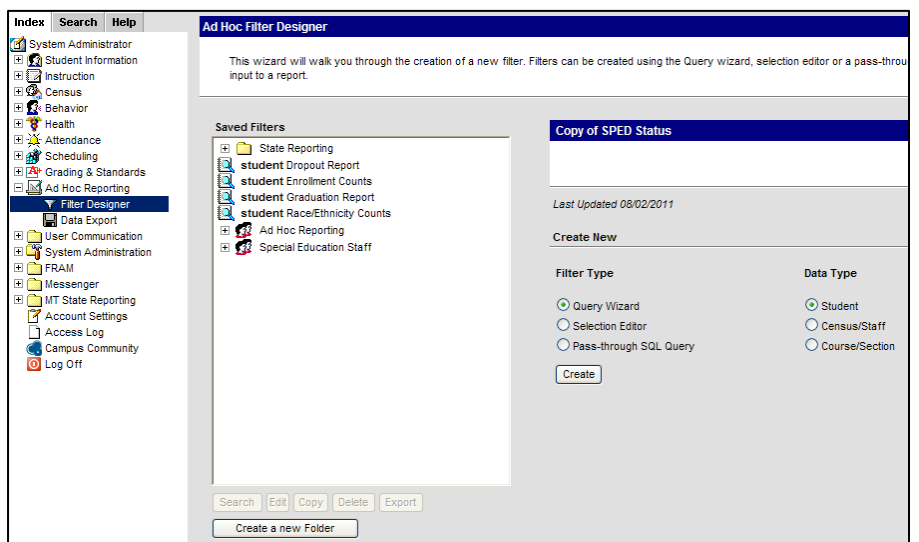 Index Search Help
System Administrator
Student Information
Instruction
Census
Behavior
Health
Attendance
Scheduling
Grading & Standards
Ad Hoc Reporting
Filter Designer
Data Export
User Communication
System Administration
FRAM
Messenger
MT State Reporting
Account Settings
Access Log
Campus Community
Log Off
Ad Hoc Filter Designer
This wizard will walk you through the creation of a new filter. Filters can be created using the Query wizard, selection editor or a pass-throu
input to a report.
Saved Filters
State Reporting
student Dropout Report
student Enrollment Counts
student Graduation Report
student Race/Ethnicity Counts
Ad Hoc Reporting
Special Education Staff
Search Edit Copy Delete Export
Create a new Folder
Copy of SPED Status
Last Updated 08/02/2011
Create New
Filter Type Data Type
Query Wizard Student
Selection Editor Census/Staff
Pass-through SQL Query Course/Section
Create